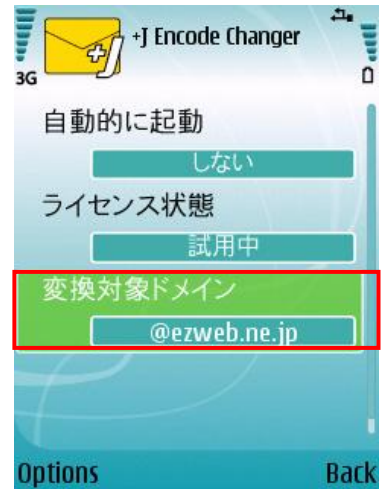 +J Encode Changer
3G
+J
自動的に起動
しない
ライセンス状態
試用中
変換対象ドメイン
@ezweb.ne.jp
Options Back